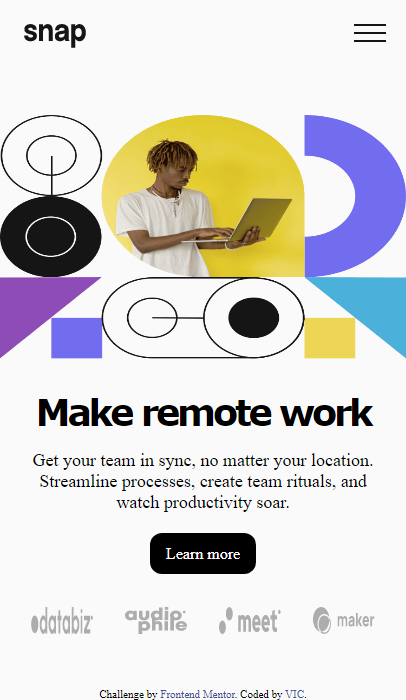 snap
Make remote work
Get your team in sync, no matter your location.
Streamline processes, create team rituals, and
watch productivity soar.
Learn more
databiz
audiophile
meet
maker
Challenge by Frontend Mentor. Coded by VIC.